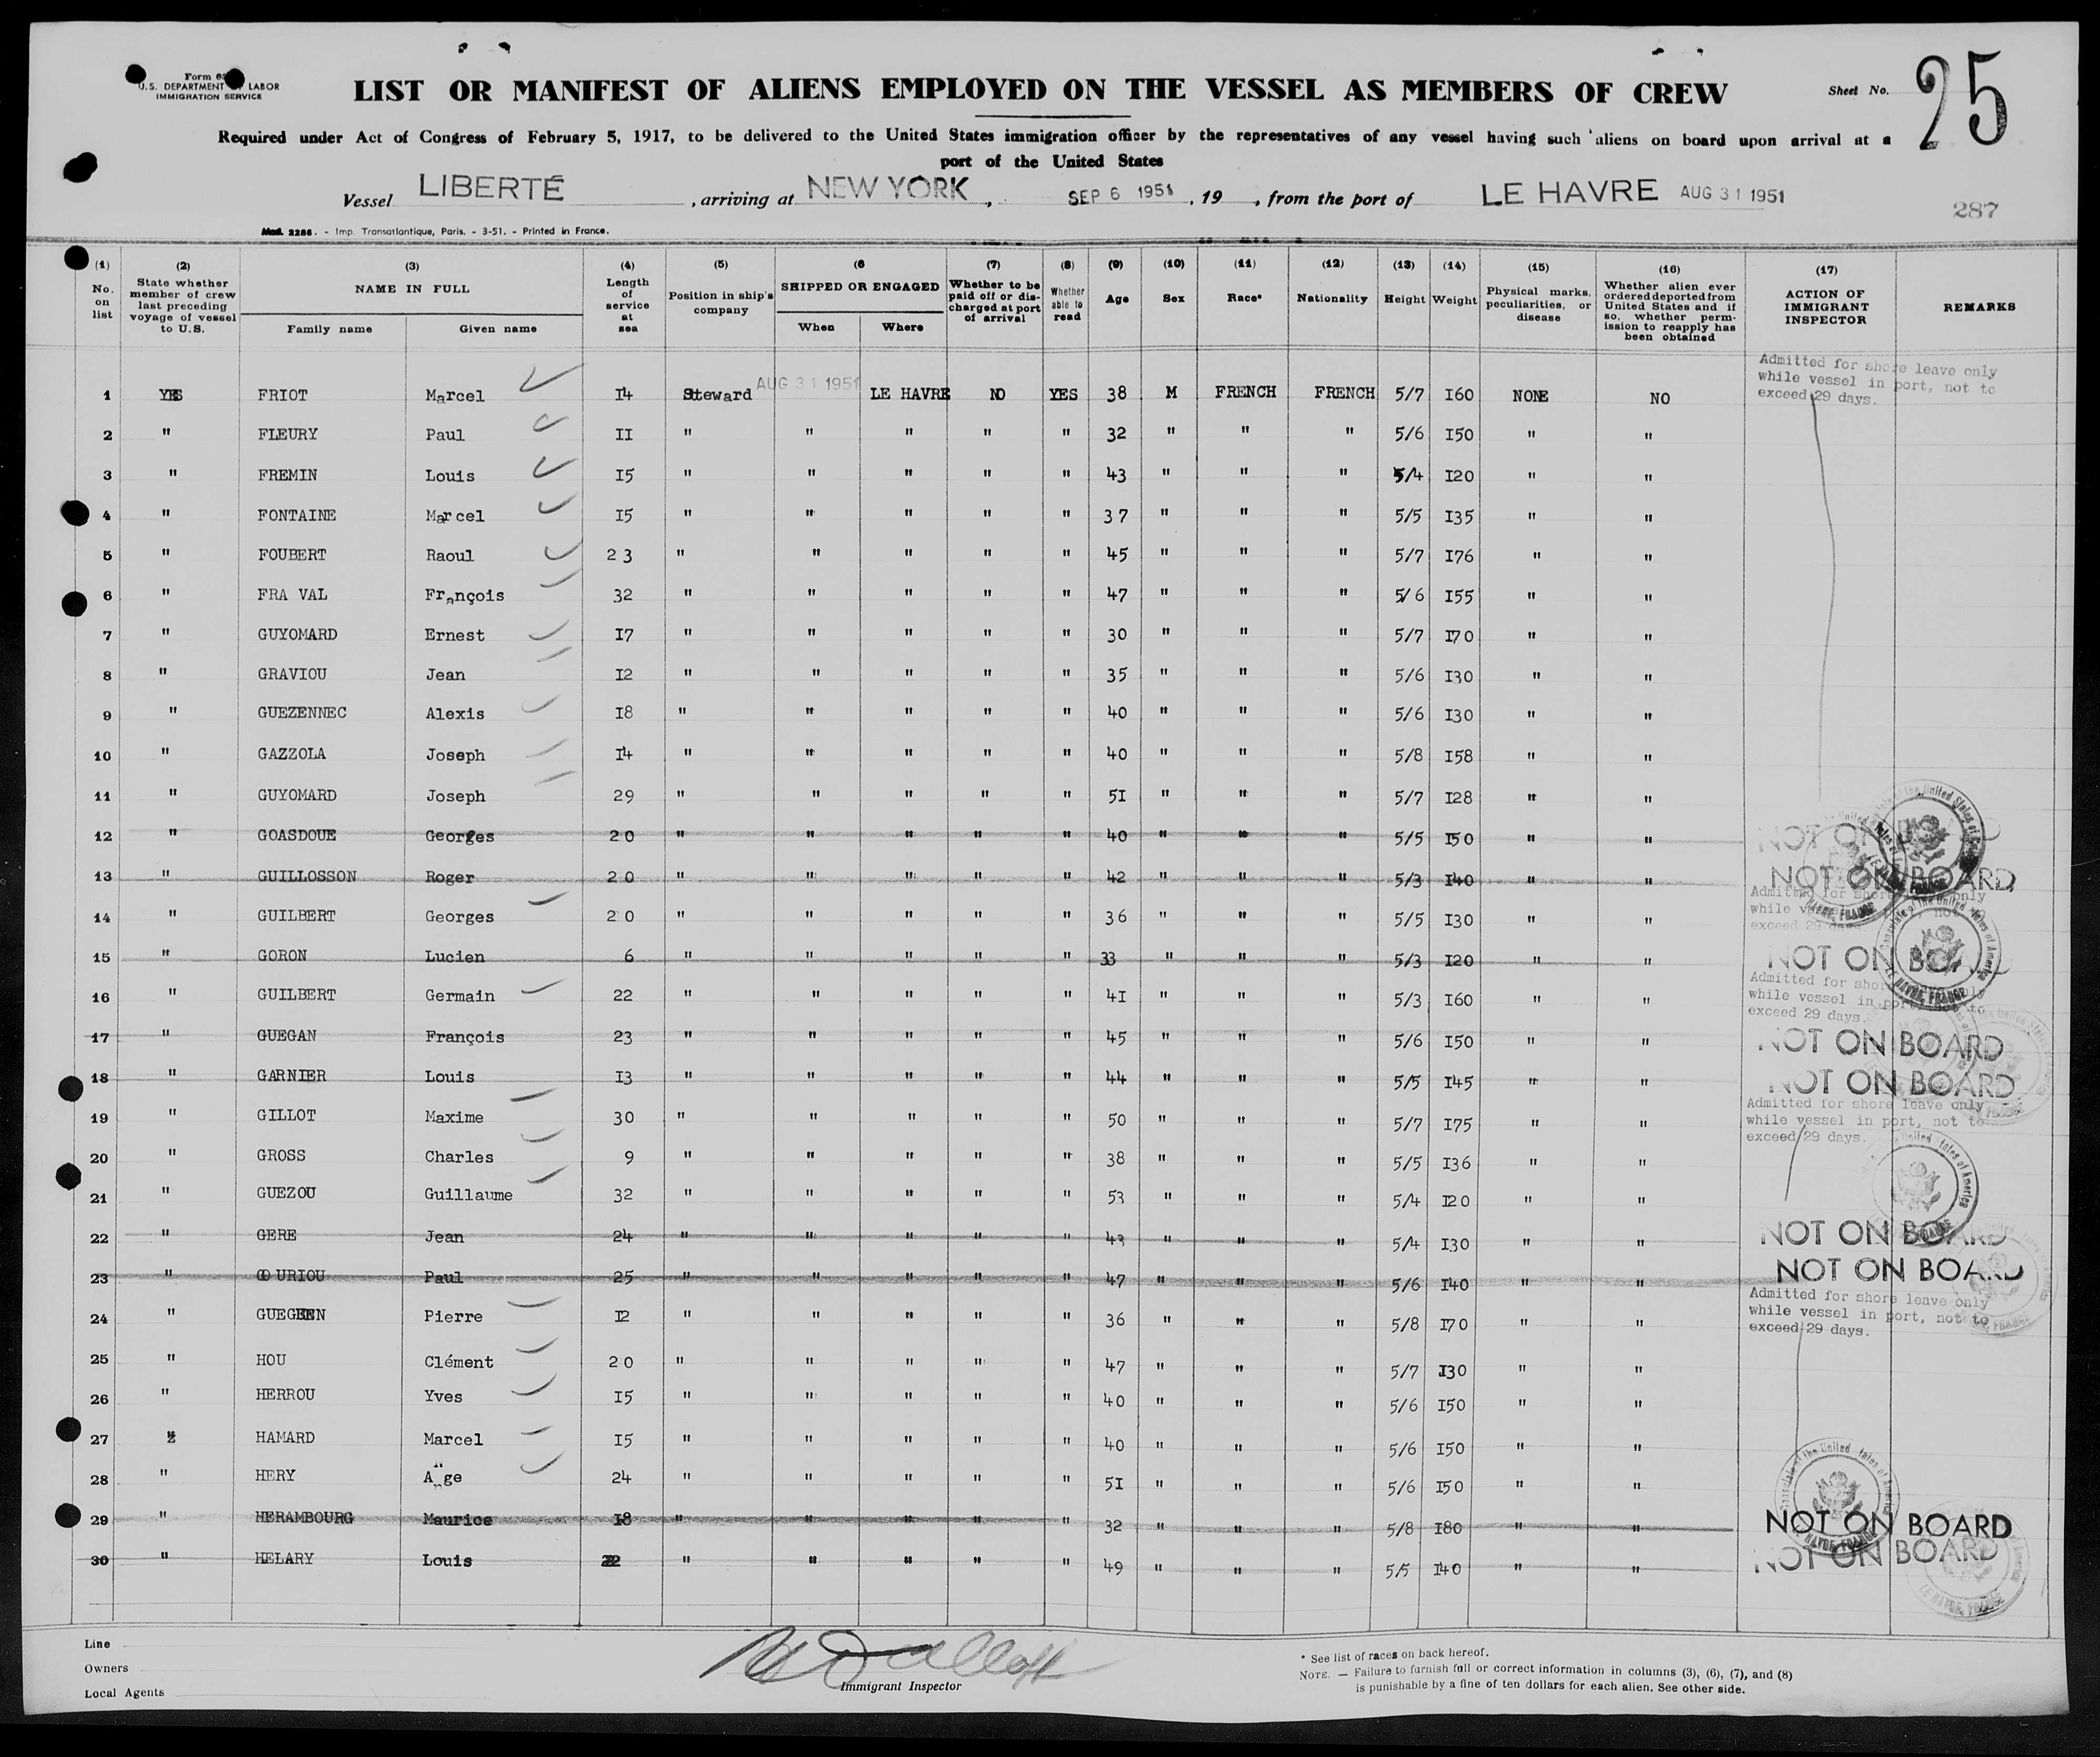 Form 6
U.S. DEPARTMENT LABOR
IMMIGRATION SERVICE
LIST OR MANIFEST OF ALIENS EMPLOYED ON THE VESSEL AS MEMBERS OF CREW
Sheet No. 25
Required under Act of Congress of February 5, 1917, to be delivered to the United States immigration officer by the representatives of any vessel having such aliens on board upon arrival at a
port of the United States
Vessel LIBERTÉ , arriving at NEW YORK , SEP 6 1951 , 19 , from the port of LE HAVRE AUG 31 1951
287
Mod. 2286. - Imp. Transatlantique, Paris. - 3-51. - Printed in France.
(1) No. on list (2) State whether member of crew last preceding voyage of vessel to U.S. (3) NAME IN FULL Family name Given name (4) Length of service at sea (5) Position in ship's company (6 SHIPPED OR ENGAGED When Where (7) Whether to be paid off or discharged at port of arrival (8) Whether able to read (9) Age (10) Sex (11) Race* (12) Nationality (13) Height (14) Weight (15) Physical marks, peculiarities, or disease (16) Whether alien ever ordered deported from United States and if so, whether permission to reapply has been obtained (17) ACTION OF IMMIGRANT INSPECTOR REMARKS
Admitted for shore leave only
while vessel in port, not to
exceed 29 days.
1 YES FRIOT Marcel 14 Steward AUG 31 1951 LE HAVRE NO YES 38 M FRENCH FRENCH 5/7 160 NONE NO
2 " FLEURY Paul 11 " " " " " 32 " " " 5/6 150 " "
3 " FREMIN Louis 15 " " " " " 43 " " " 5/4 120 " "
4 " FONTAINE Marcel 15 " " " " " 37 " " " 5/5 135 " "
5 " FOUBERT Raoul 23 " " " " " 45 " " " 5/7 176 " "
6 " FRA VAL François 32 " " " " " 47 " " " 5/6 155 " "
7 " GUYOMARD Ernest 17 " " " " " 30 " " " 5/7 170 " "
8 " GRAVIOU Jean 12 " " " " " 35 " " " 5/6 130 " "
9 " GUEZENNEC Alexis 18 " " " " " 40 " " " 5/6 130 " "
10 " GAZZOLA Joseph 14 " " " " " 40 " " " 5/8 158 " "
11 " GUYOMARD Joseph 29 " " " " " 51 " " " 5/7 128 " "
12 " GOASDOUE Georges 20 " " " " " 40 " " " 5/5 150 " " NOT ON BOARD
13 " GUILLOSSON Roger 20 " " " " " 42 " " " 5/3 140 " " NOT ON BOARD
Admitted for shore leave only
while vessel in port, not to
exceed 29 days.
14 " GUILBERT Georges 20 " " " " " 36 " " " 5/5 130 " "
15 " GORON Lucien 6 " " " " " 33 " " " 5/3 120 " " NOT ON BOARD
Admitted for shore leave only
while vessel in port, not to
exceed 29 days.
16 " GUILBERT Germain 22 " " " " " 41 " " " 5/3 160 " "
17 " GUEGAN François 23 " " " " " 45 " " " 5/6 150 " " NOT ON BOARD
18 " GARNIER Louis 13 " " " " " 44 " " " 5/5 145 " " NOT ON BOARD
Admitted for shore leave only
while vessel in port, not to
exceed 29 days.
19 " GILLOT Maxime 30 " " " " " 50 " " " 5/7 175 " "
20 " GROSS Charles 9 " " " " " 38 " " " 5/5 136 " "
21 " GUEZOU Guillaume 32 " " " " " 53 " " " 5/4 120 " "
22 " GERE Jean 24 " " " " " 43 " " " 5/4 130 " " NOT ON BOARD
23 " URIOU Paul 25 " " " " " 47 " " " 5/6 140 " " NOT ON BOARD
Admitted for shore leave only
while vessel in port, not to
exceed 29 days.
24 " Pierre 12 " " " " " 36 " " " 5/8 170 " "
25 " HOU Clément 20 " " " " " 47 " " " 5/7 130 " "
26 " HERROU Yves 15 " " " " " 40 " " " 5/6 150 " "
27 " HAMARD Marcel 15 " " " " " 40 " " " 5/6 150 " "
28 " HERY Ange 24 " " " " " 51 " " " 5/6 150 " "
29 " HERAMBOURG Maurice 18 " " " " " 32 " " " 5/8 180 " " NOT ON BOARD
30 " HELARY Louis 22 " " " " " 49 " " " 5/5 140 " " NOT ON BOARD
Line
Owners
Local Agents
Immigrant Inspector
* See list of races on back hereof.
NOTE. — Failure to furnish full or correct information in columns (3), (6), (7), and (8)
is punishable by a fine of ten dollars for each alien. See other side.